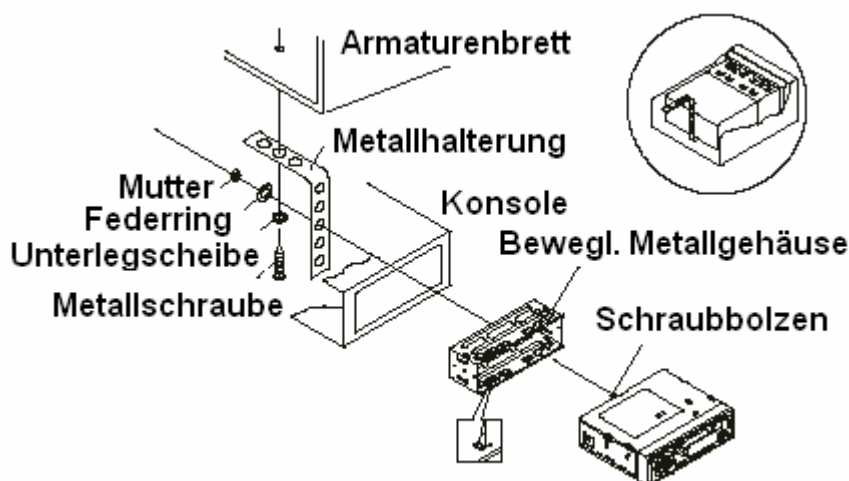 Armaturenbrett
Metallhalterung
Mutter
Federring
Unterlegscheibe
Metallschraube
Konsole
Bewegl. Metallgehäuse
Schraubbolzen